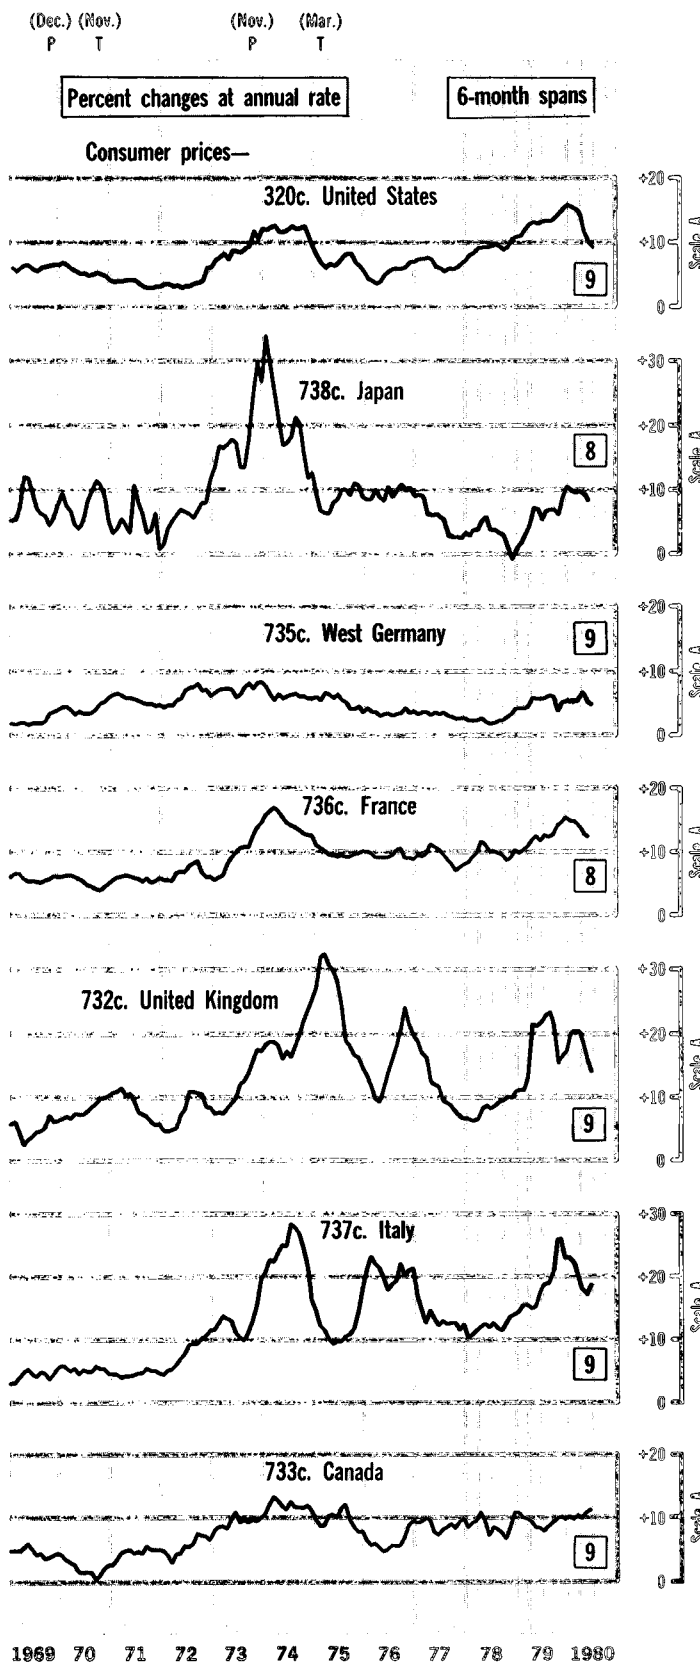 (Dec.) (Nov.) (Nov.) (Mar.)
P T P T
Percent changes at annual rate 6-month spans
Consumer prices—
+20
320c. United States
+10
Scale A
9
0
+30
738c. Japan
+20
8
Scale A
+10
0
+20
735c. West Germany 9
+10
Scale A
0
+20
736c. France
+10
Scale A
8
0
+30
732c. United Kingdom
+20
Scale A
+10
9
0
+30
737c. Italy
+20
Scale A
+10
9
0
+20
733c. Canada
+10
Scale A
9
0
1969 70 71 72 73 74 75 76 77 78 79 1980